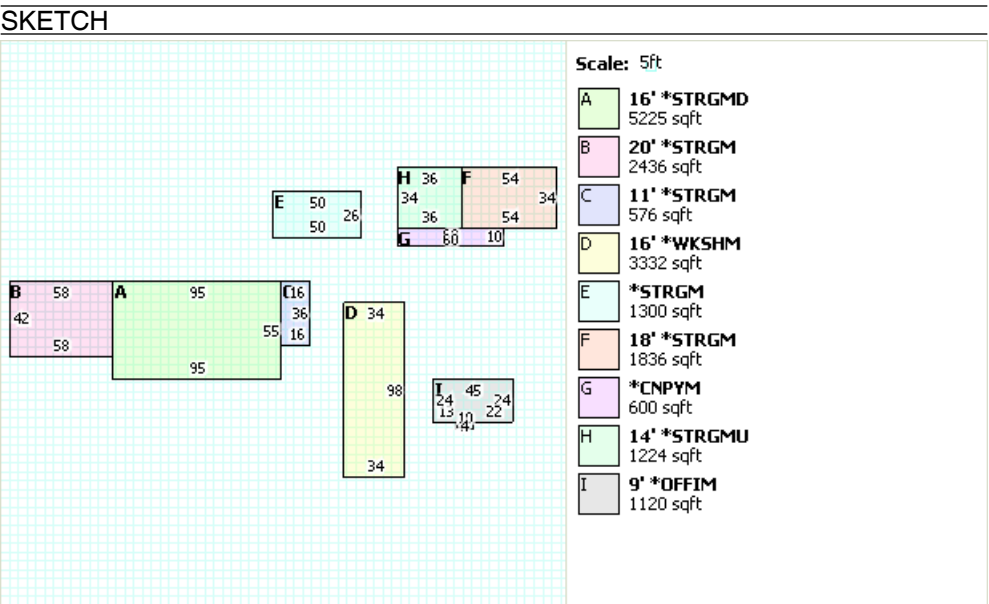 SKETCH
Scale: 5ft
A 16' *STRGMD
5225 sqft
B 20' *STRGM
2436 sqft
C 11' *STRGM
576 sqft
D 16' *WKSHM
3332 sqft
E *STRGM
1300 sqft
F 18' *STRGM
1836 sqft
G *CNPYM
600 sqft
H 14' *STRGMU
1224 sqft
I 9' *OFFIM
1120 sqft
H 36 F 54
34 34
36 54
G 60 10
E 50
26
50
B 58 A 95 C 16
42 36
55 16
58
95
D 34
98
34
I 45
24 24
13 10 22
4